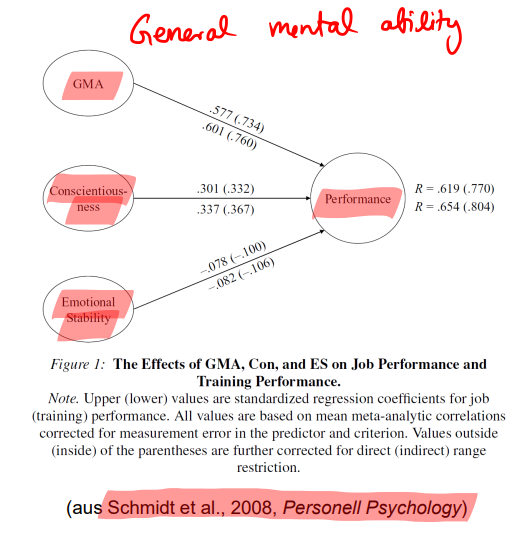 General mental ability
GMA
.577 (.734)
.601 (.760)
Conscientious-
ness
.301 (.332)
.337 (.367)
Performance
R = .619 (.770)
R = .654 (.804)
–.078 (–.100)
–.082 (–.106)
Emotional
Stability
Figure 1: The Effects of GMA, Con, and ES on Job Performance and
Training Performance.
Note. Upper (lower) values are standardized regression coefficients for job
(training) performance. All values are based on mean meta-analytic correlations
corrected for measurement error in the predictor and criterion. Values outside
(inside) of the parentheses are further corrected for direct (indirect) range
restriction.
(aus Schmidt et al., 2008, Personell Psychology)